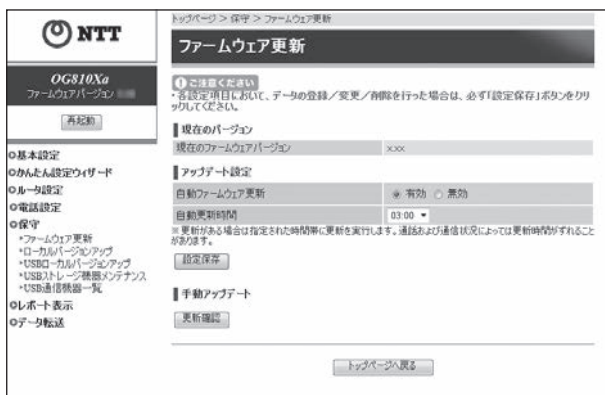 NTT
OG810Xa
ファームウェアバージョン
再起動
基本設定
かんたん設定ウィザード
ルータ設定
電話設定
保守
・ファームウェア更新
・ローカルバージョンアップ
・USBローカルバージョンアップ
・USBストレージ機器メンテナンス
・USB通信機器一覧
レポート表示
データ転送
トップページ > 保守 > ファームウェア更新
ファームウェア更新
ご注意ください
・各設定項目において、データの登録／変更／削除を行った場合は、必ず「設定保存」ボタンをクリ
ックしてください。
現在のバージョン
現在のファームウェアバージョン x.xx
アップデート設定
自動ファームウェア更新 有効 無効
自動更新時間 03:00
※更新がある場合は指定された時間帯に更新を実行します。通話および通信状況によっては更新時間がずれること
があります。
設定保存
手動アップデート
更新確認
トップページへ戻る